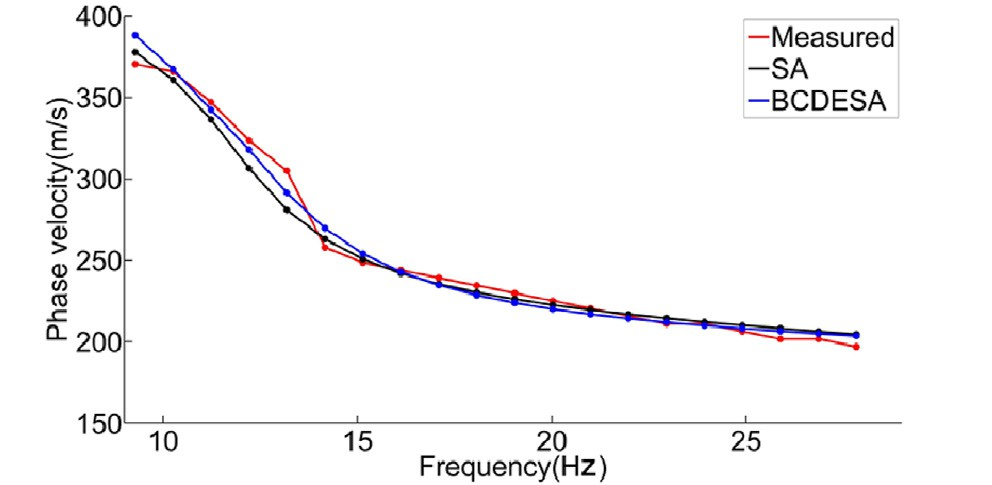 400
350
300
250
200
150
Phase velocity(m/s)
10
15
20
25
Frequency(Hz)
Measured
SA
BCDESA